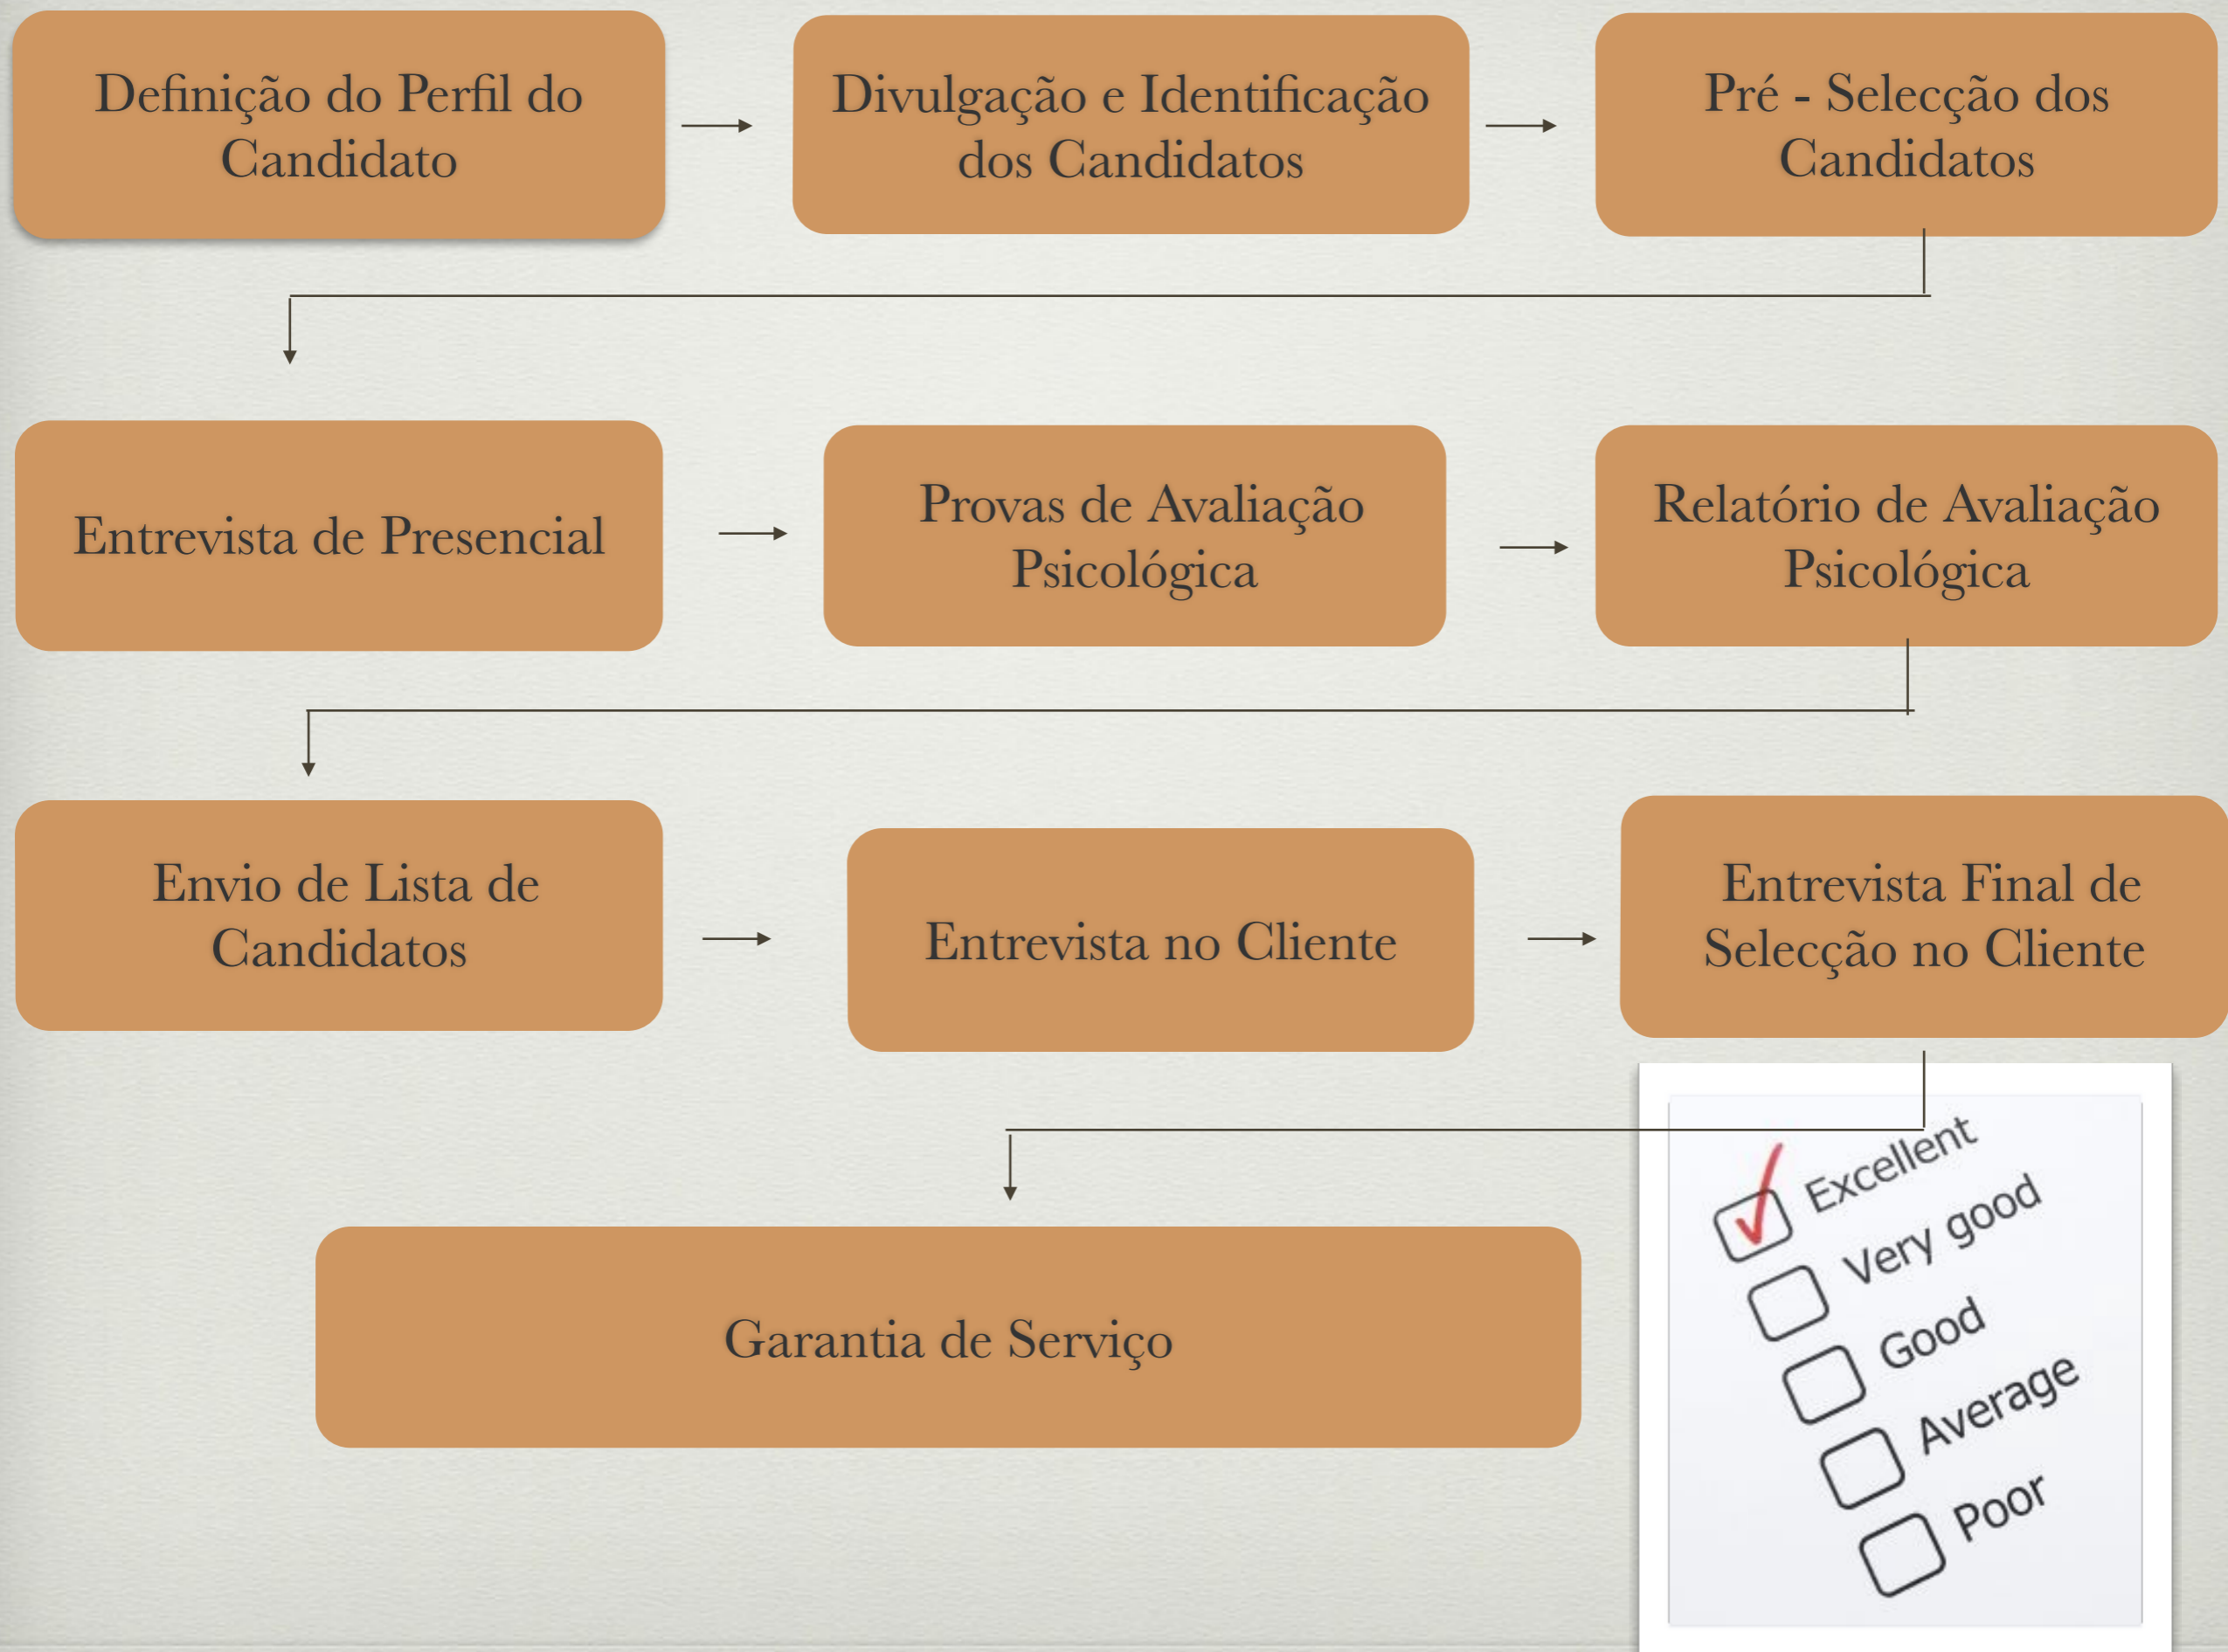 Definição do Perfil do
Candidato
Divulgação e Identificação
dos Candidatos
Pré - Selecção dos
Candidatos
Entrevista de Presencial
Provas de Avaliação
Psicológica
Relatório de Avaliação
Psicológica
Envio de Lista de
Candidatos
Entrevista no Cliente
Entrevista Final de
Selecção no Cliente
Garantia de Serviço
Excellent
Very good
Good
Average
Poor